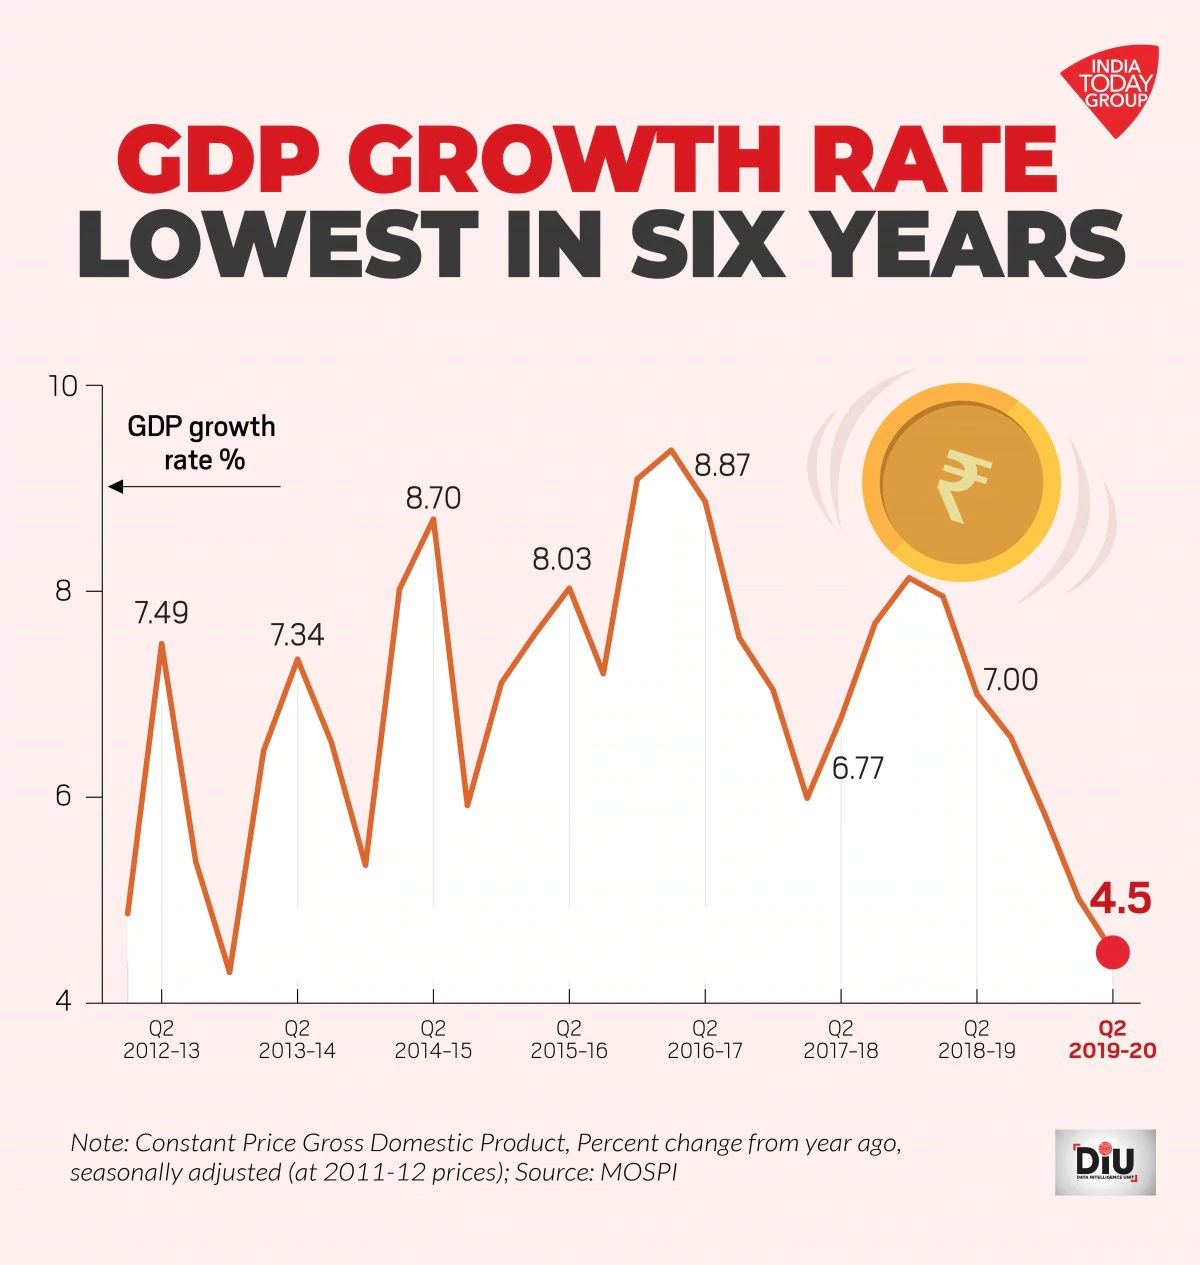 INDIA
TODAY
GROUP
GDP GROWTH RATE
LOWEST IN SIX YEARS
10
GDP growth
rate %
8.87
8.70
8.03
8
7.49
7.34
7.00
6.77
6
4.5
4
Q2
2012-13
Q2
2013-14
Q2
2014-15
Q2
2015-16
Q2
2016-17
Q2
2017-18
Q2
2018-19
Q2
2019-20
Note: Constant Price Gross Domestic Product, Percent change from year ago,
seasonally adjusted (at 2011-12 prices); Source: MOSPI
DIU
DATA INTELLIGENCE UNIT
₹